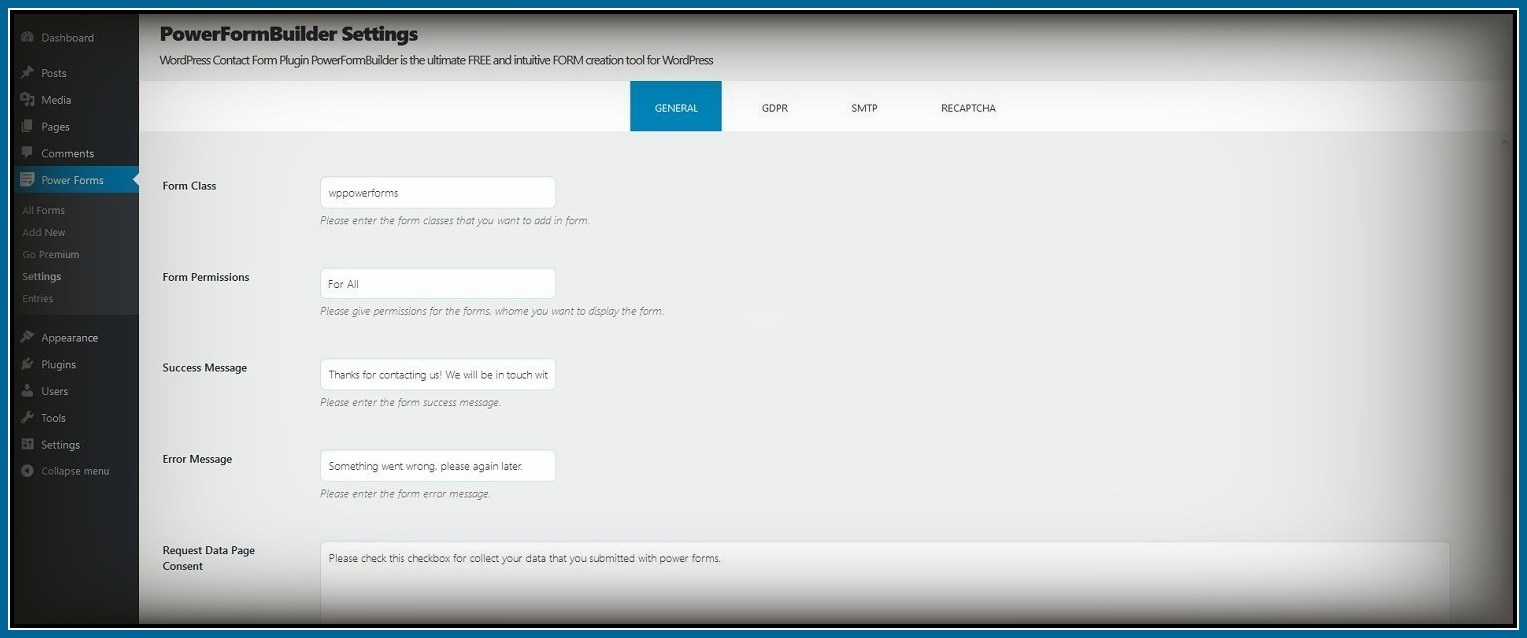 PowerFormBuilder Settings
WordPress Contact Form Plugin PowerFormBuilder is the ultimate FREE and intuitive FORM creation tool for WordPress
GENERAL GDPR SMTP RECAPTCHA
Dashboard
Posts
Media
Pages
Comments
Power Forms
All Forms
Add New
Go Premium
Settings
Entries
Appearance
Plugins
Users
Tools
Settings
Collapse menu
Form Class
wppowerforms
Please enter the form classes that you want to add in form.
Form Permissions
For All
Please give permissions for the forms, whome you want to display the form.
Success Message
Thanks for contacting us! We will be in touch wit
Please enter the form success message.
Error Message
Something went wrong, please again later.
Please enter the form error message.
Request Data Page
Consent
Please check this checkbox for collect your data that you submitted with power forms.